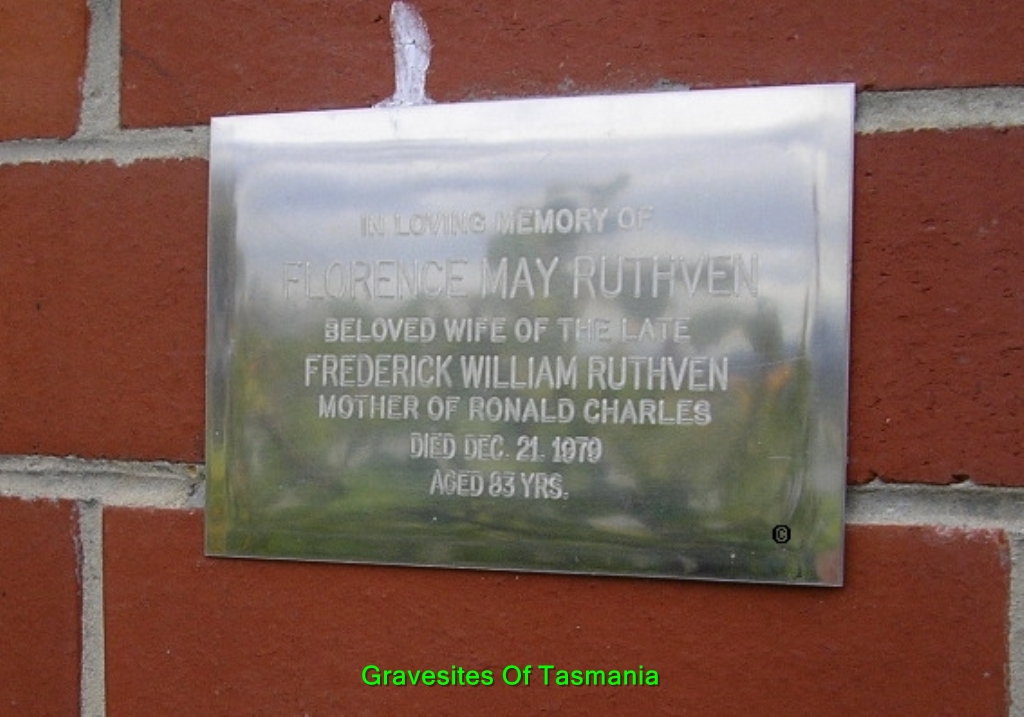 IN LOVING MEMORY OF
FLORENCE MAY RUTHVEN
BELOVED WIFE OF THE LATE
FREDERICK WILLIAM RUTHVEN
MOTHER OF RONALD CHARLES
DIED DEC. 21. 1979
AGED 83 YRS.
©
Gravesites Of Tasmania